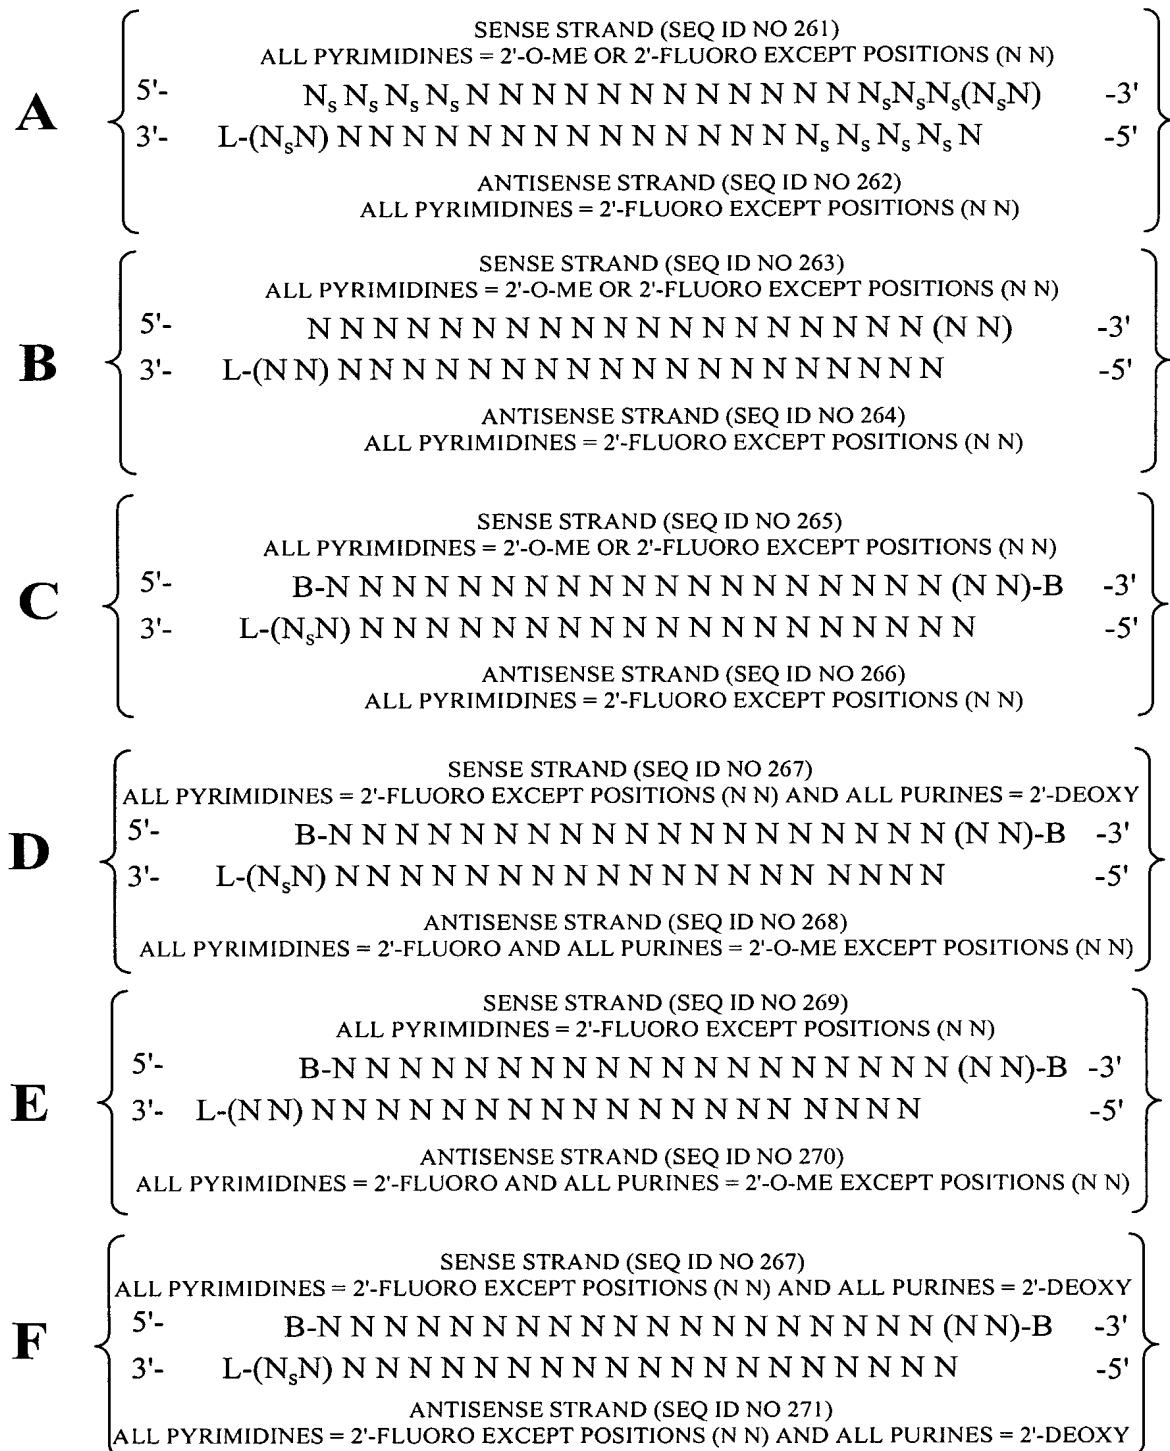 A
SENSE STRAND (SEQ ID NO 261)
ALL PYRIMIDINES = 2'-O-ME OR 2'-FLUORO EXCEPT POSITIONS (N N)
5'- NₛNₛNₛNₛN N N N N N N N N N N N NₛNₛNₛ(NₛN) -3'
3'- L-(NₛN) N N N N N N N N N N N N N N NₛNₛNₛNₛN -5'
ANTISENSE STRAND (SEQ ID NO 262)
ALL PYRIMIDINES = 2'-FLUORO EXCEPT POSITIONS (N N)
B
SENSE STRAND (SEQ ID NO 263)
ALL PYRIMIDINES = 2'-O-ME OR 2'-FLUORO EXCEPT POSITIONS (N N)
5'- N N N N N N N N N N N N N N N N N N N (N N) -3'
3'- L-(N N) N N N N N N N N N N N N N N N N N N N -5'
ANTISENSE STRAND (SEQ ID NO 264)
ALL PYRIMIDINES = 2'-FLUORO EXCEPT POSITIONS (N N)
C
SENSE STRAND (SEQ ID NO 265)
ALL PYRIMIDINES = 2'-O-ME OR 2'-FLUORO EXCEPT POSITIONS (N N)
5'- B-N N N N N N N N N N N N N N N N N N N (N N)-B -3'
3'- L-(NₛN) N N N N N N N N N N N N N N N N N N N -5'
ANTISENSE STRAND (SEQ ID NO 266)
ALL PYRIMIDINES = 2'-FLUORO EXCEPT POSITIONS (N N)
D
SENSE STRAND (SEQ ID NO 267)
ALL PYRIMIDINES = 2'-FLUORO EXCEPT POSITIONS (N N) AND ALL PURINES = 2'-DEOXY
5'- B-N N N N N N N N N N N N N N N N N N N (N N)-B -3'
3'- L-(NₛN) N N N N N N N N N N N N N N N N N N N -5'
ANTISENSE STRAND (SEQ ID NO 268)
ALL PYRIMIDINES = 2'-FLUORO AND ALL PURINES = 2'-O-ME EXCEPT POSITIONS (N N)
E
SENSE STRAND (SEQ ID NO 269)
ALL PYRIMIDINES = 2'-FLUORO EXCEPT POSITIONS (N N)
5'- B-N N N N N N N N N N N N N N N N N N N (N N)-B -3'
3'- L-(N N) N N N N N N N N N N N N N N N N N N N -5'
ANTISENSE STRAND (SEQ ID NO 270)
ALL PYRIMIDINES = 2'-FLUORO AND ALL PURINES = 2'-O-ME EXCEPT POSITIONS (N N)
F
SENSE STRAND (SEQ ID NO 267)
ALL PYRIMIDINES = 2'-FLUORO EXCEPT POSITIONS (N N) AND ALL PURINES = 2'-DEOXY
5'- B-N N N N N N N N N N N N N N N N N N N (N N)-B -3'
3'- L-(NₛN) N N N N N N N N N N N N N N N N N N N -5'
ANTISENSE STRAND (SEQ ID NO 271)
ALL PYRIMIDINES = 2'-FLUORO EXCEPT POSITIONS (N N) AND ALL PURINES = 2'-DEOXY